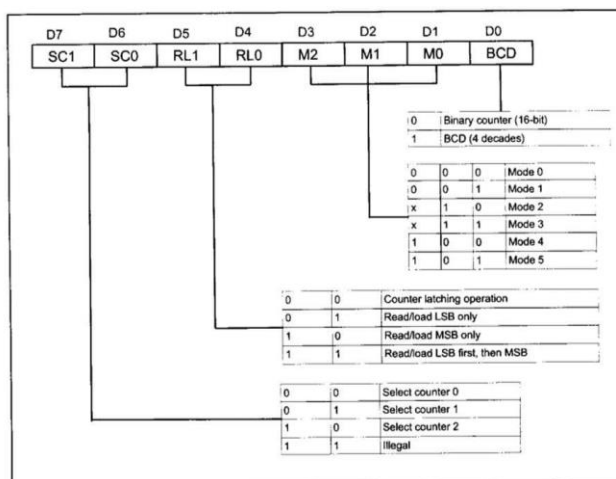 D7 D6 D5 D4 D3 D2 D1 D0
SC1 SC0 RL1 RL0 M2 M1 M0 BCD
0 Binary counter (16-bit)
1 BCD (4 decades)
0 0 0 Mode 0
0 0 1 Mode 1
x 1 0 Mode 2
x 1 1 Mode 3
1 0 0 Mode 4
1 0 1 Mode 5
0 0 Counter latching operation
0 1 Read/load LSB only
1 0 Read/load MSB only
1 1 Read/load LSB first, then MSB
0 0 Select counter 0
0 1 Select counter 1
1 0 Select counter 2
1 1 Illegal